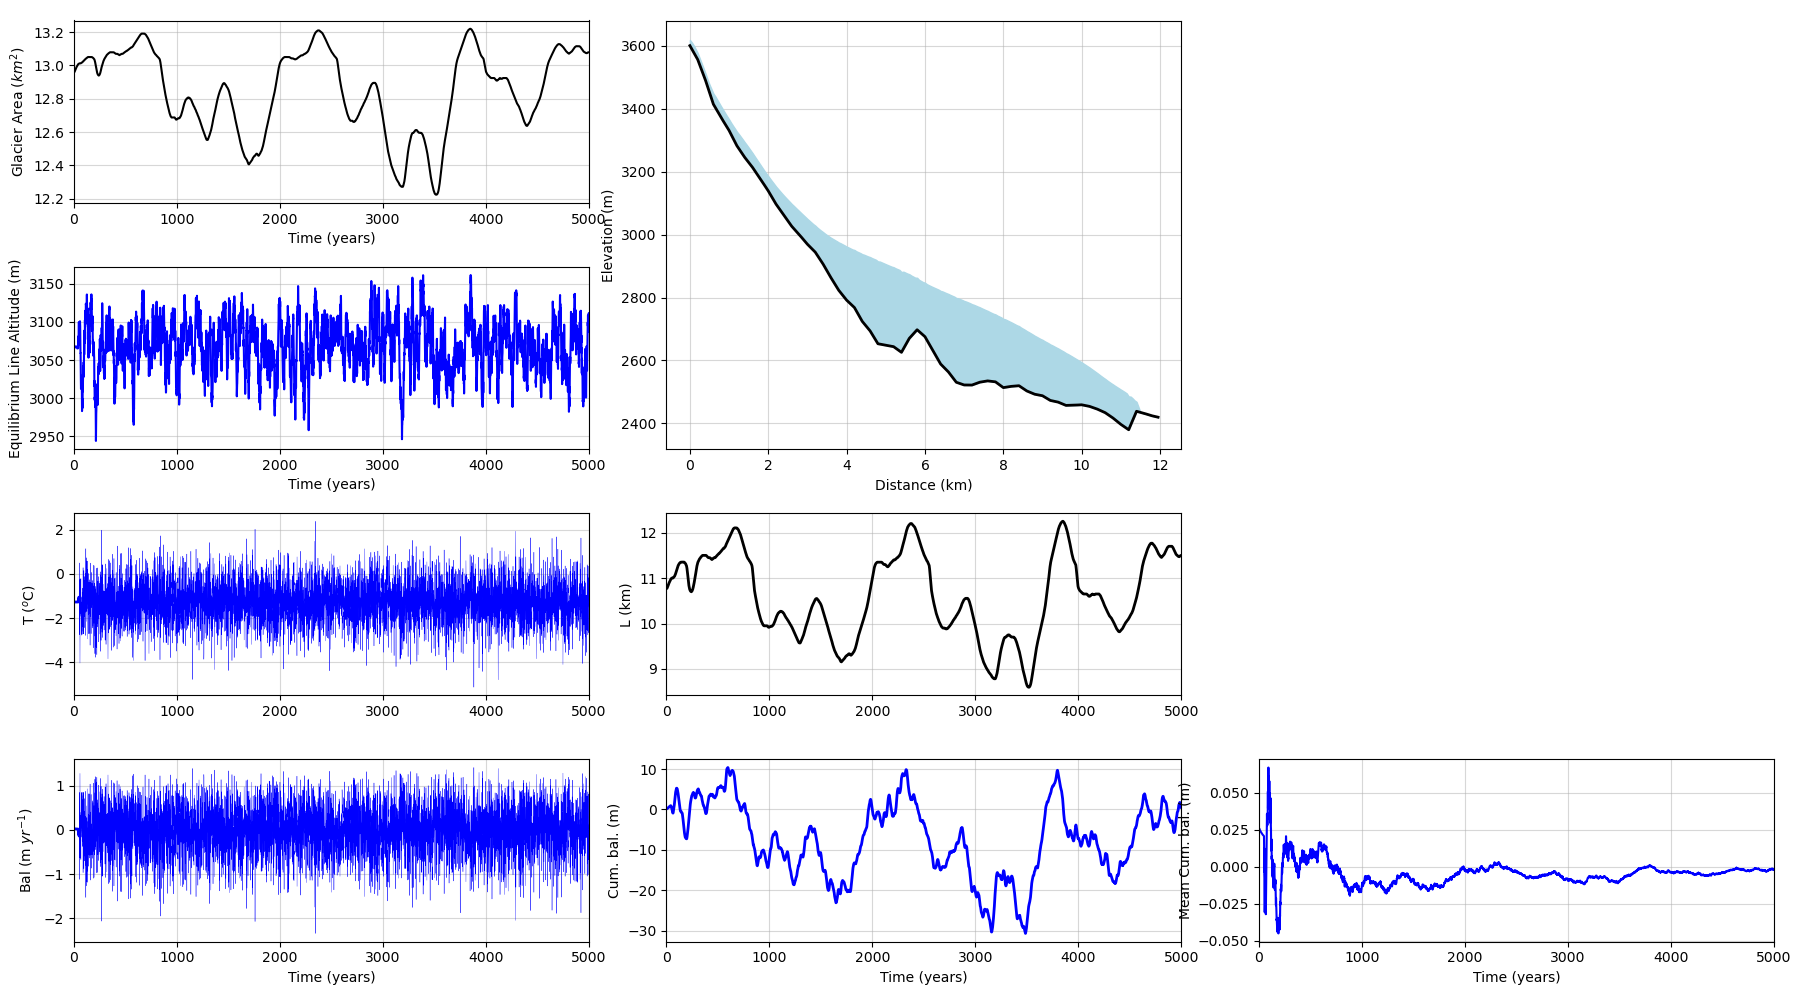 Glacier Area (km²)
13.2
13.0
12.8
12.6
12.4
12.2
0 1000 2000 3000 4000 5000
Time (years)
Equilibrium Line Altitude (m)
3150
3100
3050
3000
2950
0 1000 2000 3000 4000 5000
Time (years)
Elevation (m)
3600
3400
3200
3000
2800
2600
2400
0 2 4 6 8 10 12
Distance (km)
T (°C)
2
0
−2
−4
0 1000 2000 3000 4000 5000
L (km)
12
11
10
9
0 1000 2000 3000 4000 5000
Bal (m yr⁻¹)
1
0
−1
−2
0 1000 2000 3000 4000 5000
Time (years)
Cum. bal. (m)
10
0
−10
−20
−30
0 1000 2000 3000 4000 5000
Time (years)
Mean Cum. bal. (m)
0.050
0.025
0.000
−0.025
−0.050
0 1000 2000 3000 4000 5000
Time (years)